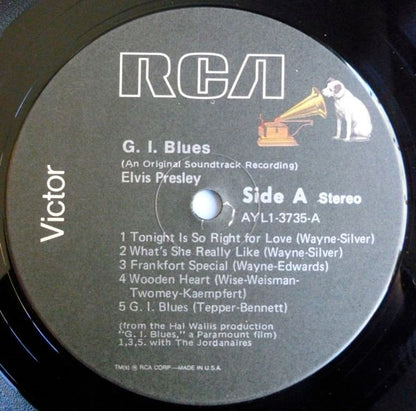 RCA
G. I. Blues
(An Original Soundtrack Recording)
Elvis Presley
Victor
Side A Stereo
AYL1-3735-A
1 Tonight Is So Right for Love (Wayne-Silver)
2 What's She Really Like (Wayne-Silver)
3 Frankfort Special (Wayne-Edwards)
4 Wooden Heart (Wise-Weisman-
Twomey-Kaempfert)
5 G. I. Blues (Tepper-Bennett)
(from the Hal Wallis production
"G. I. Blues," a Paramount film)
1,3,5. with The Jordanaires
TM(s) ® RCA CORP—MADE IN U.S.A.